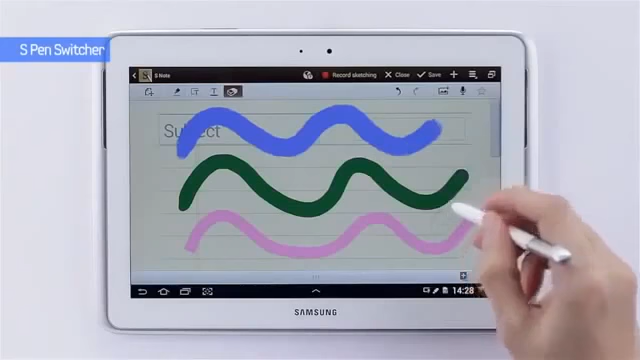 S Pen Switcher
S Note
Record sketching
Close
Save
T
Subject
14:28
SAMSUNG